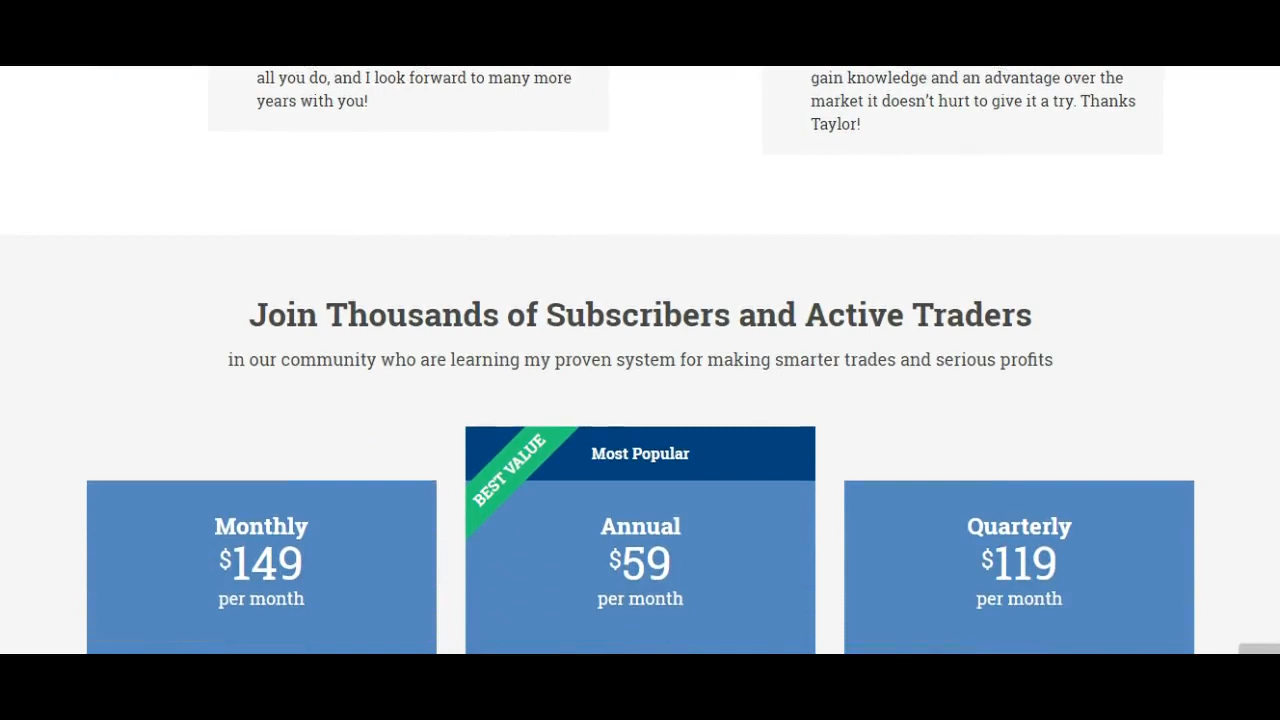 all you do, and I look forward to many more
years with you!
gain knowledge and an advantage over the
market it doesn’t hurt to give it a try. Thanks
Taylor!
Join Thousands of Subscribers and Active Traders
in our community who are learning my proven system for making smarter trades and serious profits
BEST VALUE
Most Popular
Monthly
$149
per month
Annual
$59
per month
Quarterly
$119
per month